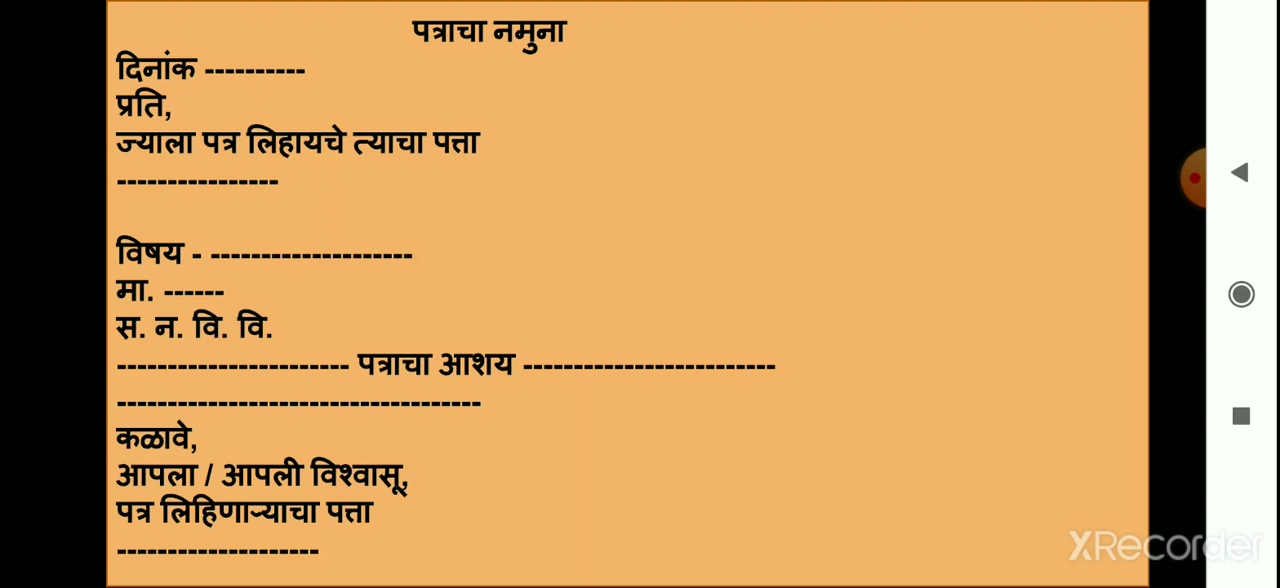 पत्राचा नमुना
दिनांक ----------
प्रति,
ज्याला पत्र लिहायचे त्याचा पत्ता
----------------
विषय - --------------------
मा. ------
स. न. वि. वि.
----------------------- पत्राचा आशय -------------------------
------------------------------------
कळावे,
आपला / आपली विश्वासू,
पत्र लिहिणाऱ्याचा पत्ता
--------------------
XRecorder